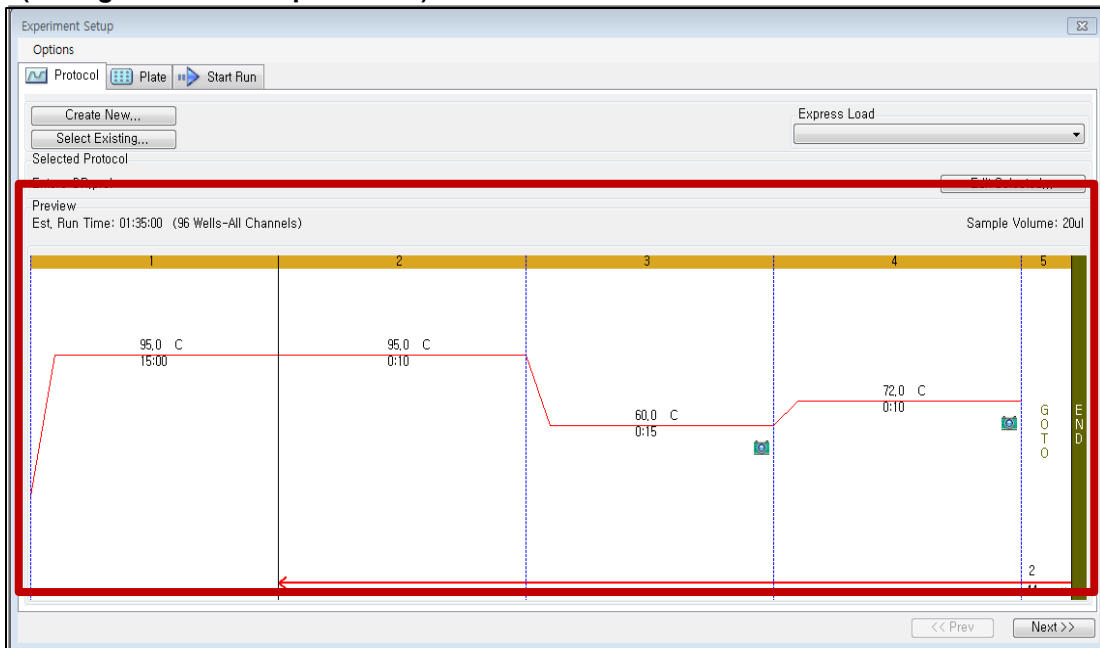 Experiment Setup
Options
Protocol Plate Start Run
Create New,,,
Express Load
Select Existing,,,
Selected Protocol
Preview
Est, Run Time: 01:35:00 (96 Wells-All Channels)
Sample Volume: 20ul
1 2 3 4 5
95,0 C
15:00
95,0 C
0:10
60,0 C
0:15
72,0 C
0:10
GOTO
END
2
<< Prev Next >>